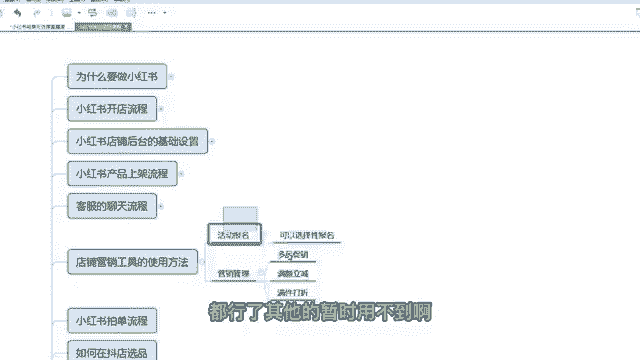 为什么要做小红书
小红书开店流程
小红书店铺后台的基础设置
小红书产品上架流程
客服的聊天流程
店铺营销工具的使用方法
活动报名
可以选择性报名
营销管理
多品促销
满额立减
满件打折
小红书拍单流程
如何在抖店选品
都行了其他的暂时用不到啊